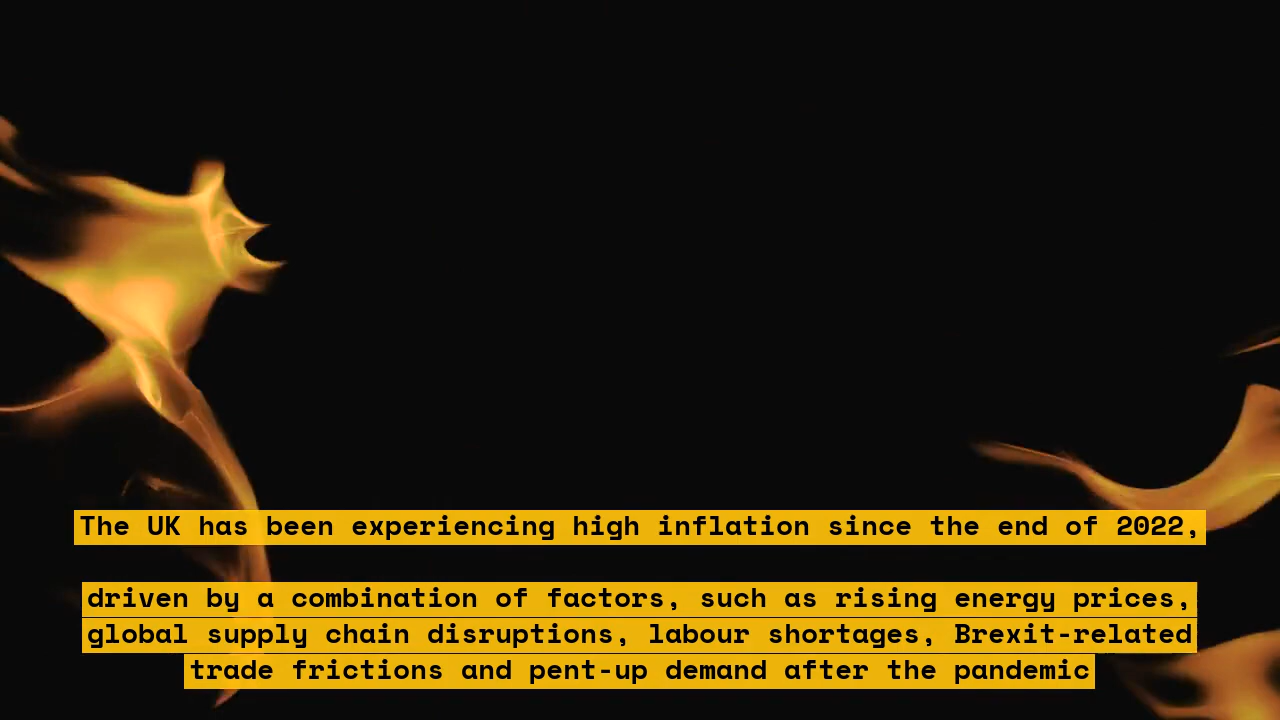 The UK has been experiencing high inflation since the end of 2022,
driven by a combination of factors, such as rising energy prices,
global supply chain disruptions, labour shortages, Brexit-related
trade frictions and pent-up demand after the pandemic